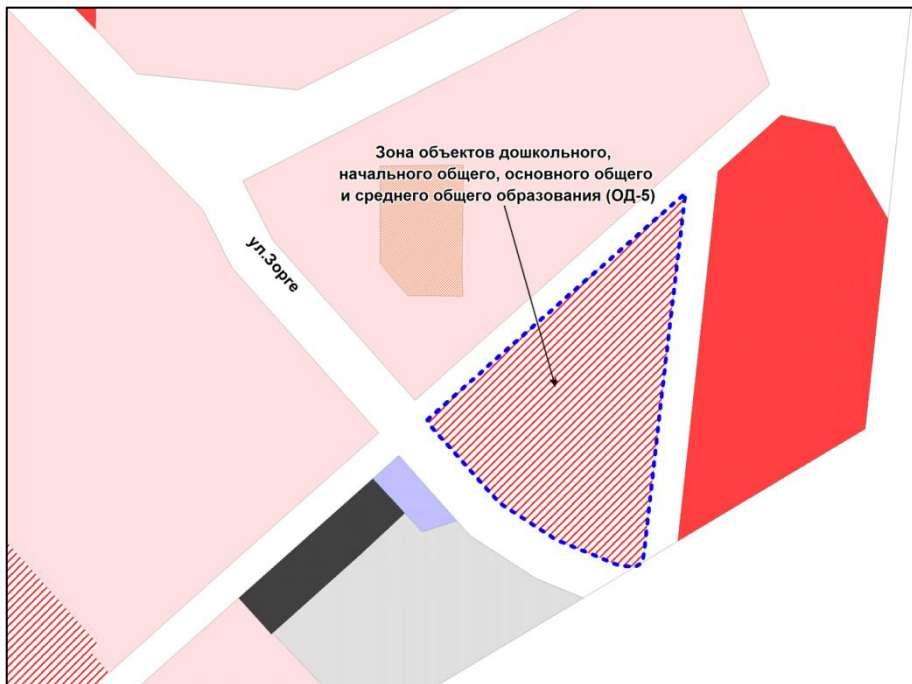 Зона объектов дошкольного,
начального общего, основного общего
и среднего общего образования (ОД-5)
ул.Зорге